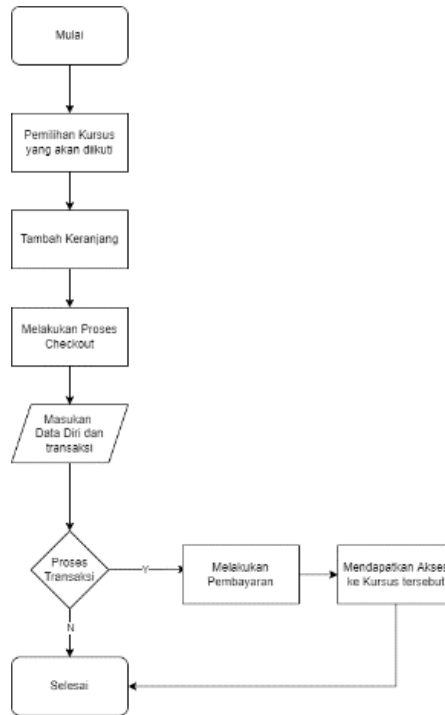 Mulai
Pemilihan Kursus
yang akan diikuti
Tambah Keranjang
Melakukan Proses
Checkout
Masukan
Data Diri dan
transaksi
Proses
Transaksi
Y
Melakukan
Pembayaran
Mendapatkan Akses
ke Kursus tersebut
N
Selesai